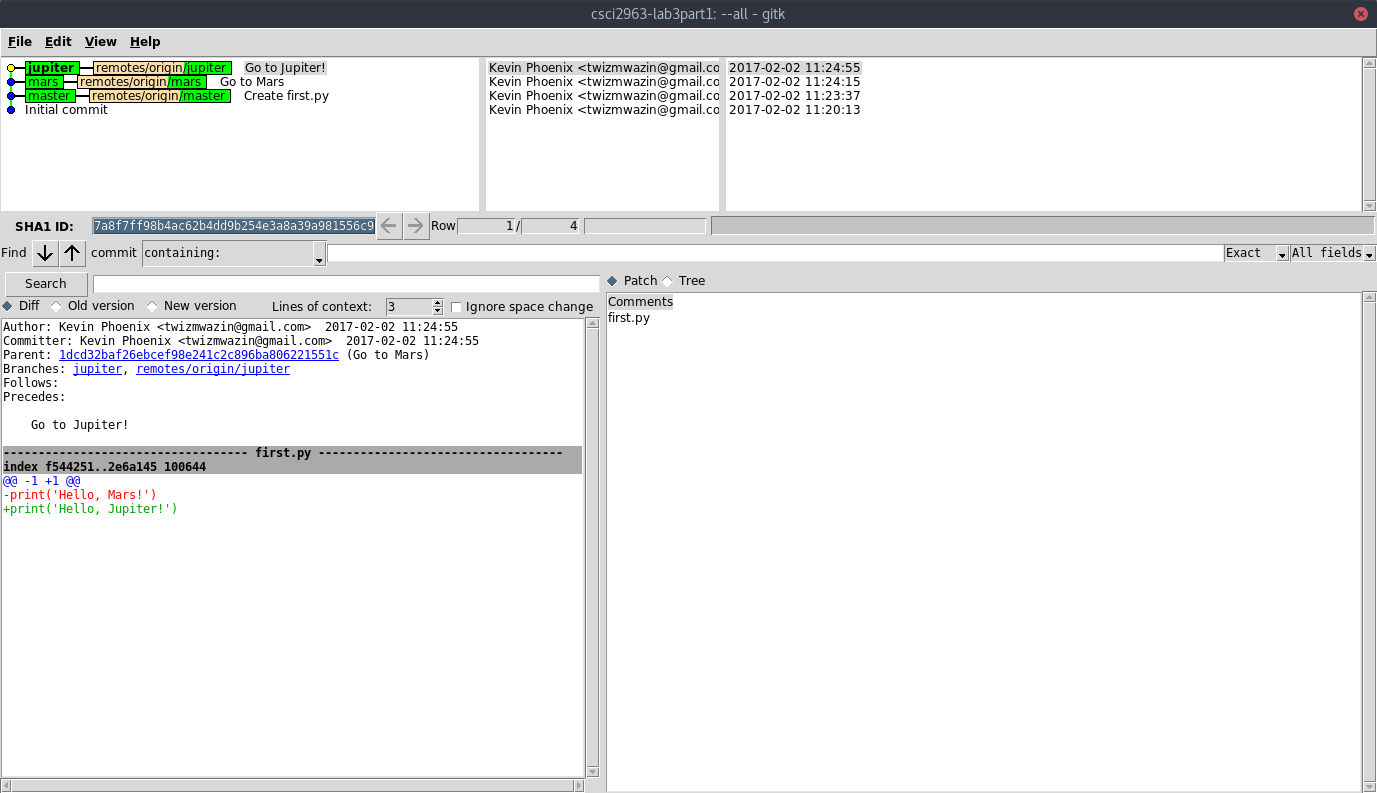 csci2963-lab3part1: --all - gitk
File Edit View Help
jupiter remotes/origin/jupiter Go to Jupiter! Kevin Phoenix <twizmwazin@gmail.co 2017-02-02 11:24:55
mars remotes/origin/mars Go to Mars Kevin Phoenix <twizmwazin@gmail.co 2017-02-02 11:24:15
master remotes/origin/master Create first.py Kevin Phoenix <twizmwazin@gmail.co 2017-02-02 11:23:37
Initial commit Kevin Phoenix <twizmwazin@gmail.co 2017-02-02 11:20:13
SHA1 ID: 7a8f7ff98b4ac62b4dd9b254e3a8a39a981556c9 Row 1 / 4
Find commit containing: Exact All fields
Search
Patch Tree
Diff Old version New version Lines of context: 3 Ignore space change
Comments
first.py
Author: Kevin Phoenix <twizmwazin@gmail.com>  2017-02-02 11:24:55
Committer: Kevin Phoenix <twizmwazin@gmail.com>  2017-02-02 11:24:55
Parent: 1dcd32baf26ebcef98e241c2c896ba806221551c (Go to Mars)
Branches: jupiter, remotes/origin/jupiter
Follows:
Precedes:
Go to Jupiter!
----------------------------------- first.py -----------------------------------
index f544251..2e6a145 100644
@@ -1 +1 @@
-print('Hello, Mars!')
+print('Hello, Jupiter!')